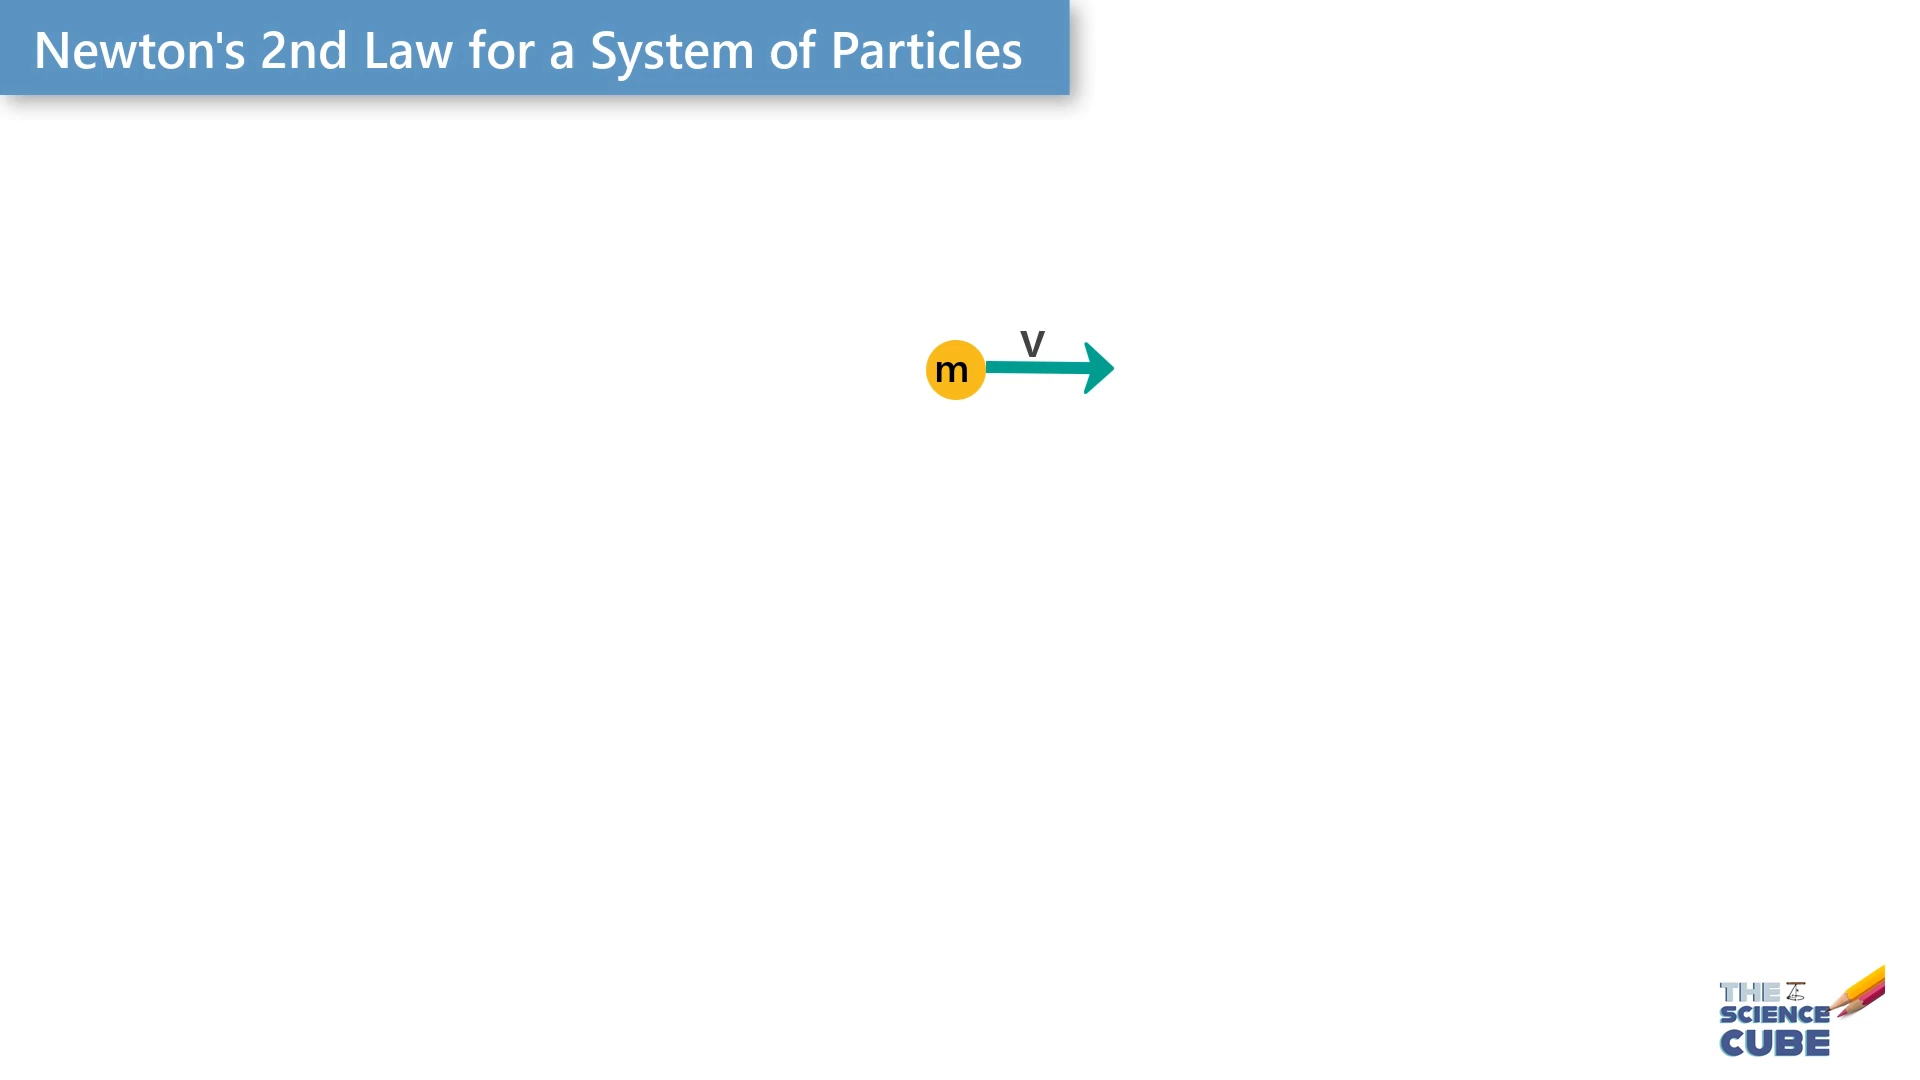 Newton's 2nd Law for a System of Particles
V
m
THE
SCIENCE
CUBE